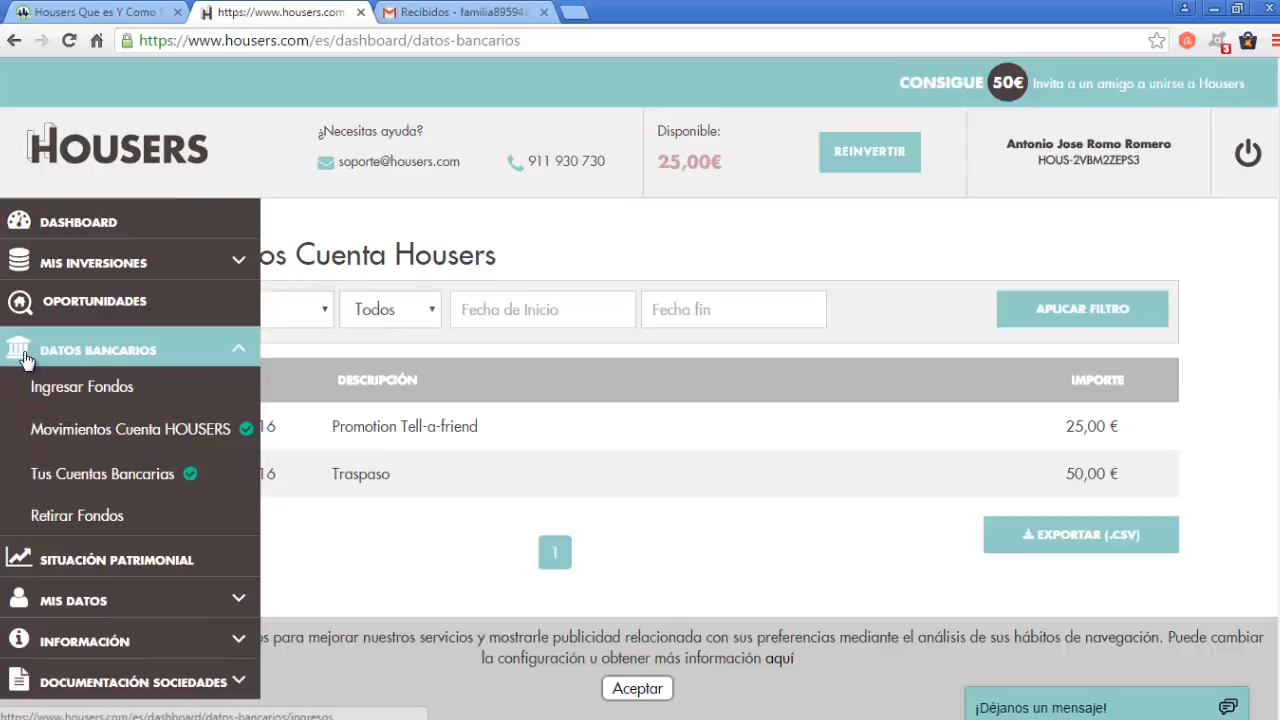 Housers Que es Y Como
https://www.housers.com
Recibidos - familia89594
https://www.housers.com/es/dashboard/datos-bancarios
3
CONSIGUE 50€ Invita a un amigo a unirse a Housers
HOUSERS
¿Necesitas ayuda?
soporte@housers.com
911 930 730
Disponible:
25,00€
REINVERTIR
Antonio Jose Romo Romero
HOUS-2VBM2ZEPS3
DASHBOARD
MIS INVERSIONES
OPORTUNIDADES
DATOS BANCARIOS
Ingresar Fondos
Movimientos Cuenta HOUSERS
Tus Cuentas Bancarias
Retirar Fondos
SITUACIÓN PATRIMONIAL
MIS DATOS
INFORMACIÓN
DOCUMENTACIÓN SOCIEDADES
os Cuenta Housers
Todos
Fecha de Inicio
Fecha fin
APLICAR FILTRO
DESCRIPCIÓN
IMPORTE
16
Promotion Tell-a-friend
25,00 €
16
Traspaso
50,00 €
1
EXPORTAR (.CSV)
os para mejorar nuestros servicios y mostrarle publicidad relacionada con sus preferencias mediante el análisis de sus hábitos de navegación. Puede cambiar
la configuración u obtener más información aquí
Aceptar
¡Déjanos un mensaje!
https://www.housers.com/es/dashboard/datos-bancarios/ingresos